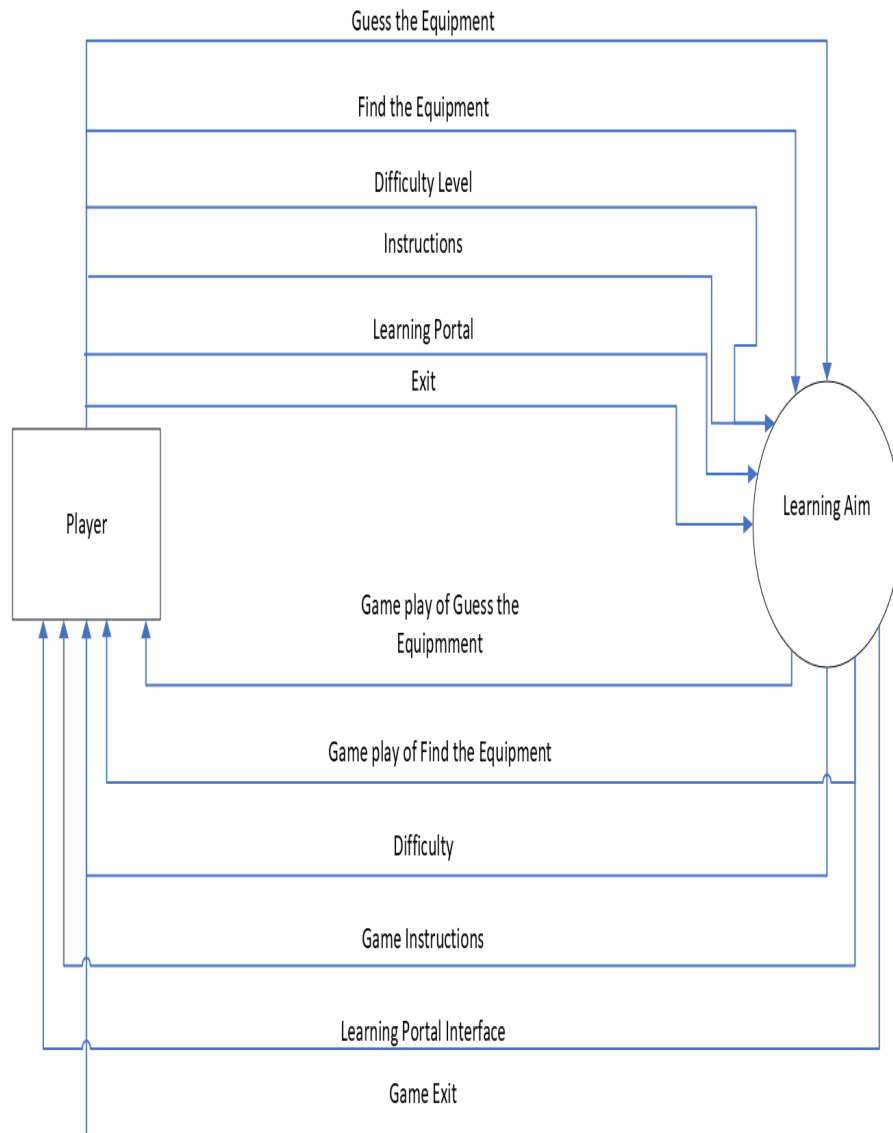 Guess the Equipment
Find the Equipment
Difficulty Level
Instructions
Learning Portal
Exit
Player
Learning Aim
Game play of Guess the
Equipmment
Game play of Find the Equipment
Difficulty
Game Instructions
Learning Portal Interface
Game Exit